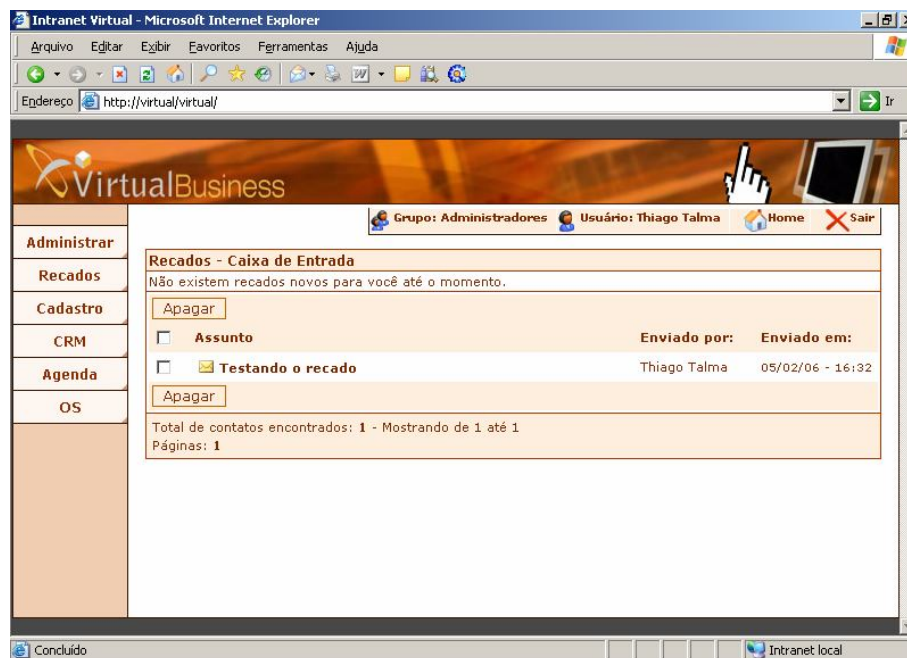 Intranet Virtual - Microsoft Internet Explorer
Arquivo Editar Exibir Favoritos Ferramentas Ajuda
Endereço http://virtual/virtual/ Ir
VirtualBusiness
Grupo: Administradores Usuário: Thiago Talma Home Sair
Administrar
Recados
Cadastro
CRM
Agenda
OS
Recados - Caixa de Entrada
Não existem recados novos para você até o momento.
Apagar
Assunto Enviado por: Enviado em:
Testando o recado Thiago Talma 05/02/06 - 16:32
Apagar
Total de contatos encontrados: 1 - Mostrando de 1 até 1
Páginas: 1
Concluído Intranet local